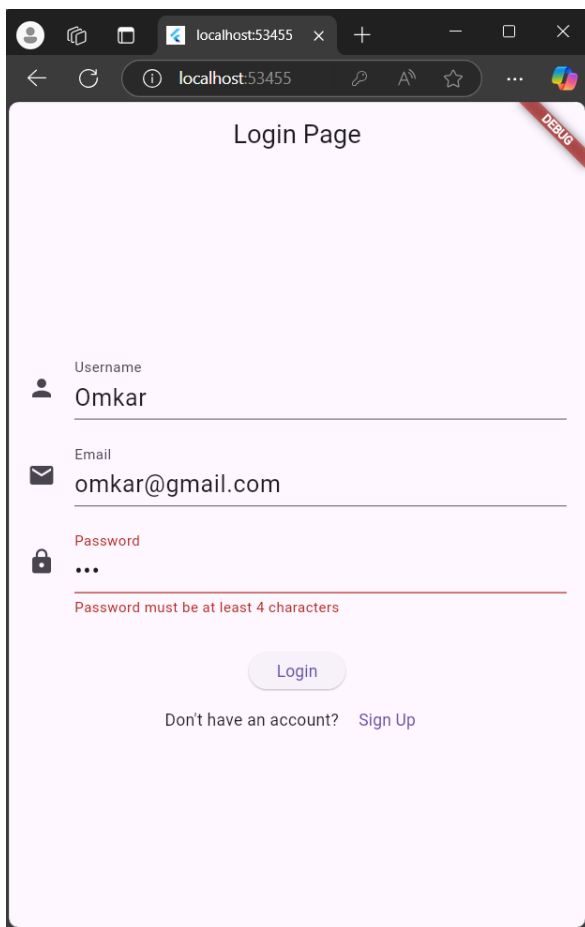 localhost:53455
localhost:53455
Login Page
DEBUG
Username
Omkar
Email
omkar@gmail.com
Password
•••
Password must be at least 4 characters
Login
Don't have an account? Sign Up